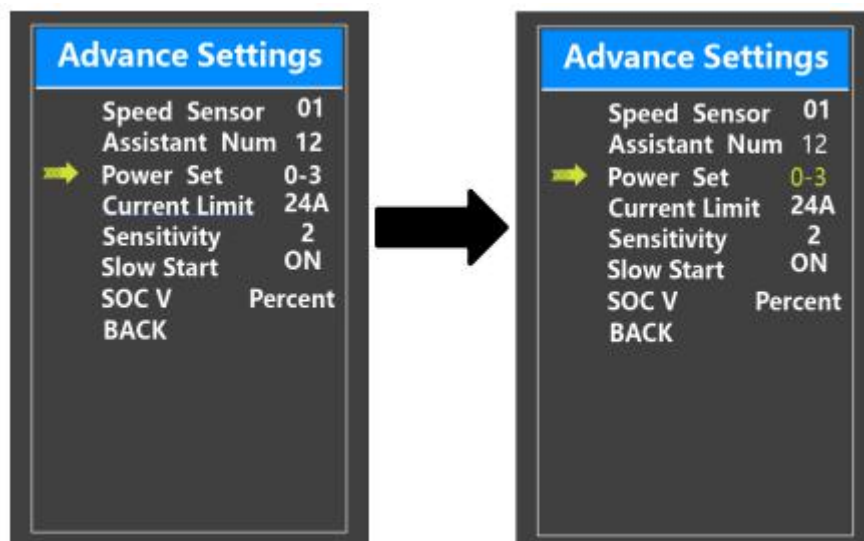 Advance Settings
Speed Sensor 01
Assistant Num 12
Power Set 0-3
Current Limit 24A
Sensitivity 2
Slow Start ON
SOC V Percent
BACK
Advance Settings
Speed Sensor 01
Assistant Num 12
Power Set 0-3
Current Limit 24A
Sensitivity 2
Slow Start ON
SOC V Percent
BACK